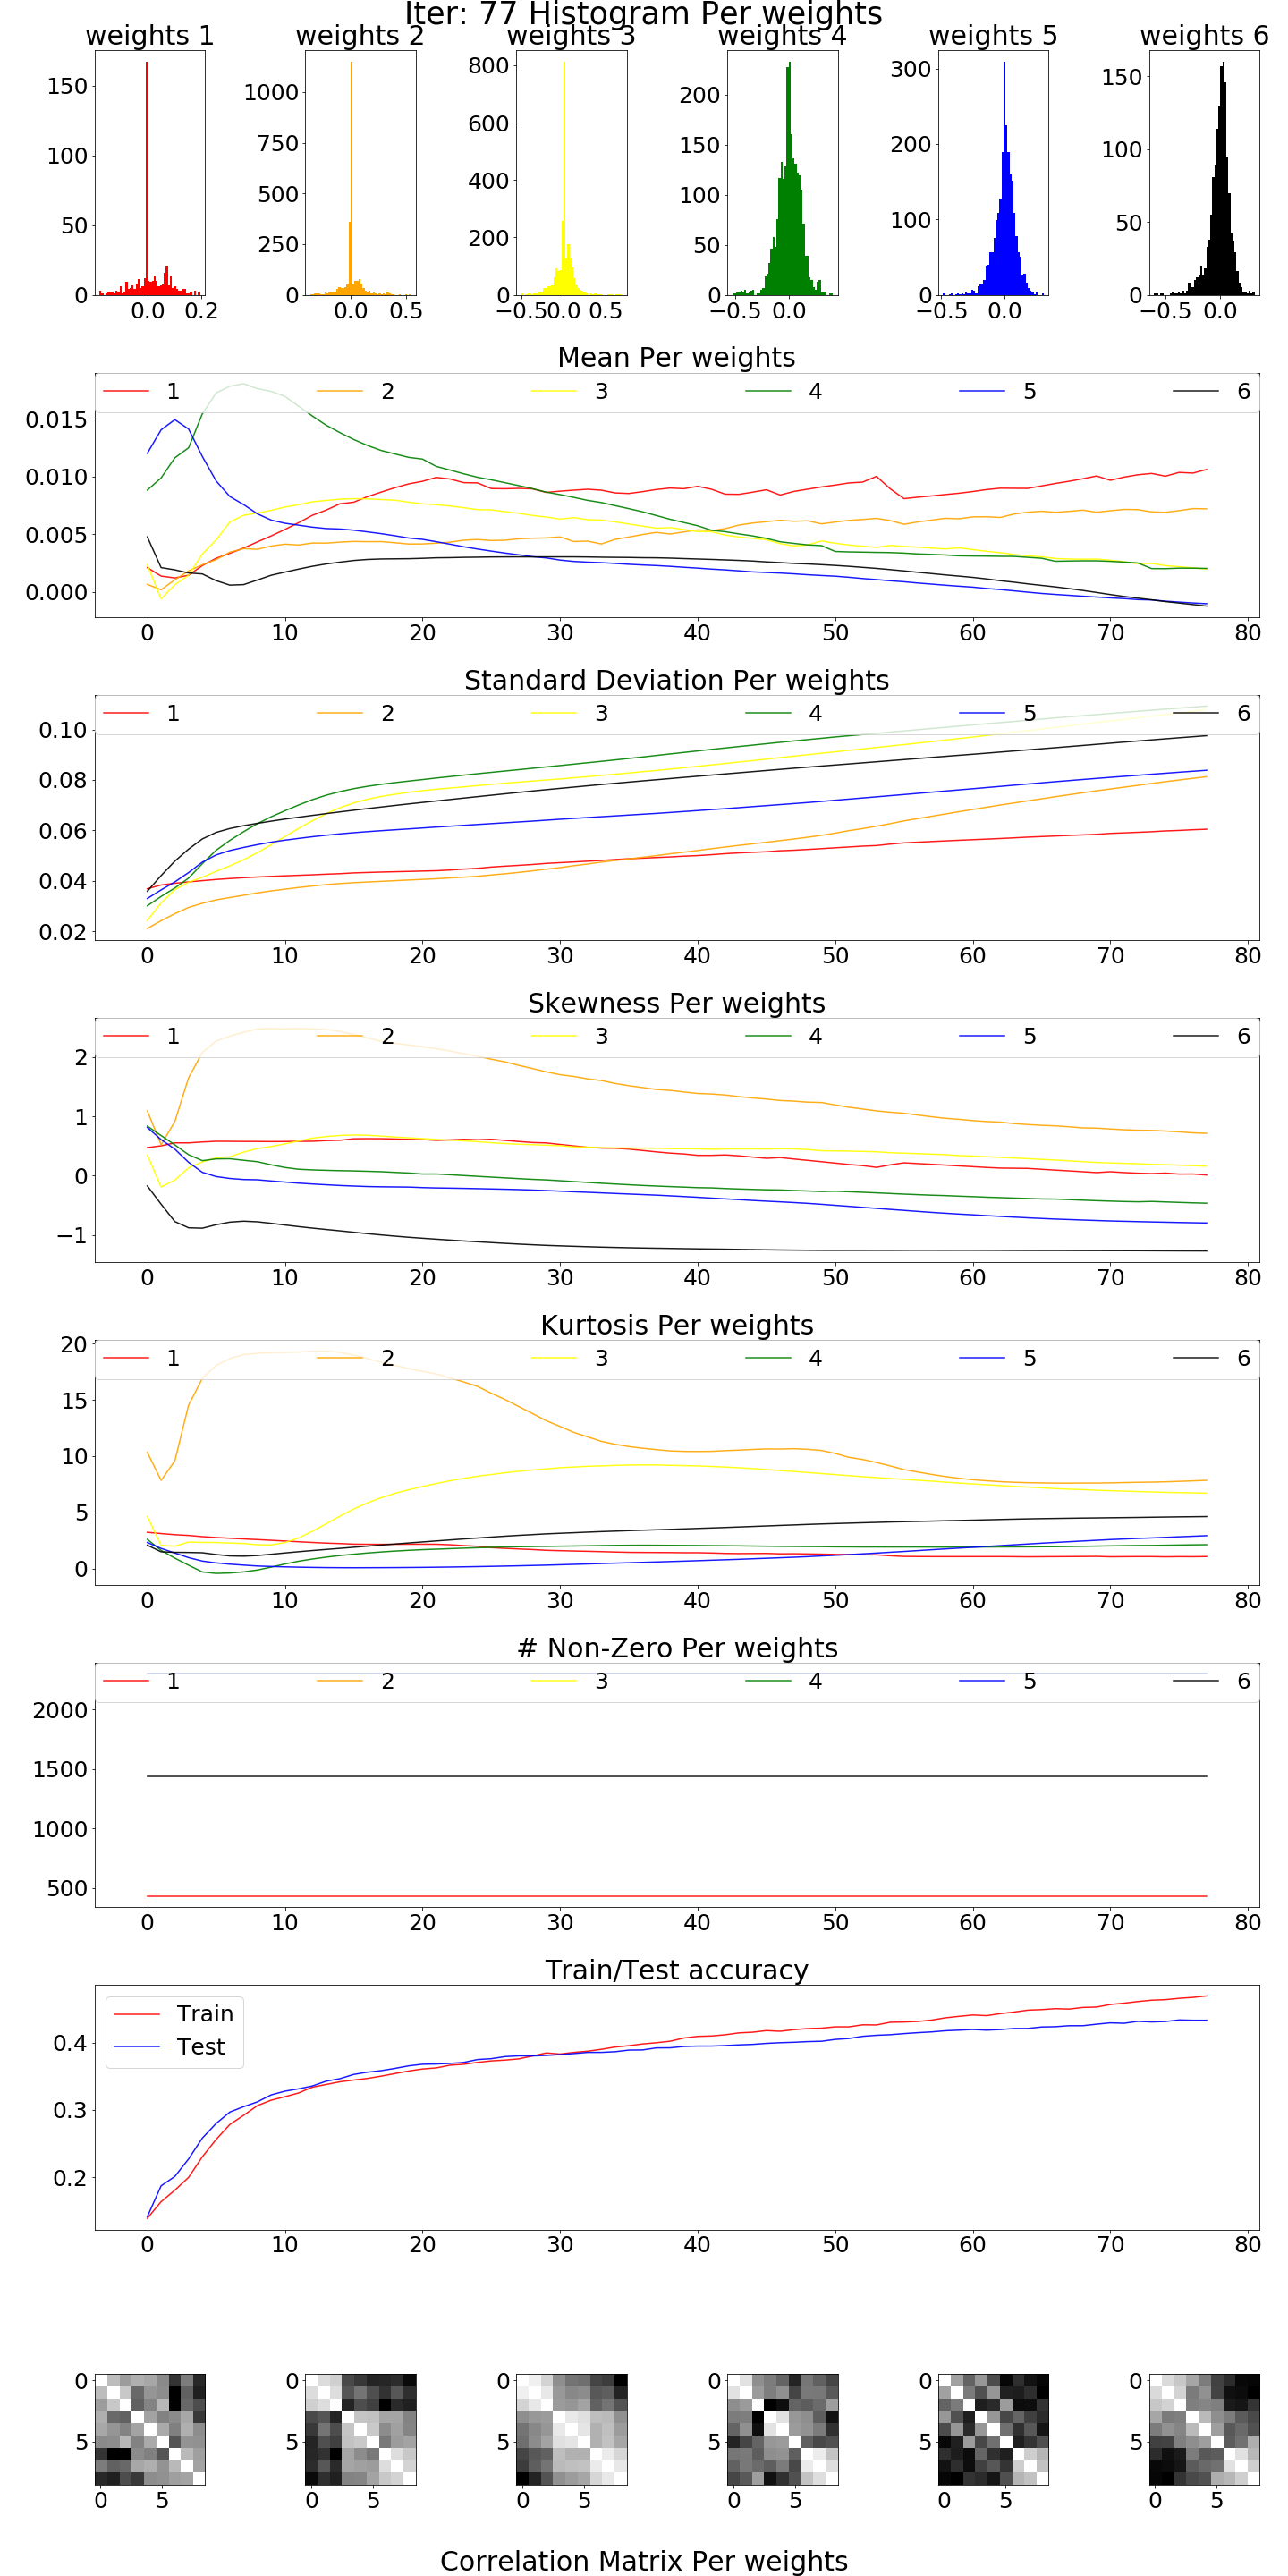 Iter: 77 Histogram Per weights
weights 1 weights 2 weights 3 weights 4 weights 5 weights 6
150 100 50 0
0.0 0.2
1000 750 500 250 0
0.0 0.5
800 600 400 200 0
−0.5 0.0 0.5
200 150 100 50 0
−0.5 0.0
300 200 100 0
−0.5 0.0
150 100 50 0
−0.5 0.0
Mean Per weights
1 2 3 4 5 6
0.015
0.010
0.005
0.000
0 10 20 30 40 50 60 70 80
Standard Deviation Per weights
1 2 3 4 5 6
0.10
0.08
0.06
0.04
0.02
0 10 20 30 40 50 60 70 80
Skewness Per weights
1 2 3 4 5 6
2
1
0
−1
0 10 20 30 40 50 60 70 80
Kurtosis Per weights
20
1 2 3 4 5 6
15
10
5
0
0 10 20 30 40 50 60 70 80
# Non-Zero Per weights
1 2 3 4 5 6
2000
1500
1000
500
0 10 20 30 40 50 60 70 80
Train/Test accuracy
Train
Test
0.4
0.3
0.2
0 10 20 30 40 50 60 70 80
0 0 0 0 0 0
5 5 5 5 5 5
0 5 0 5 0 5 0 5 0 5 0 5
Correlation Matrix Per weights